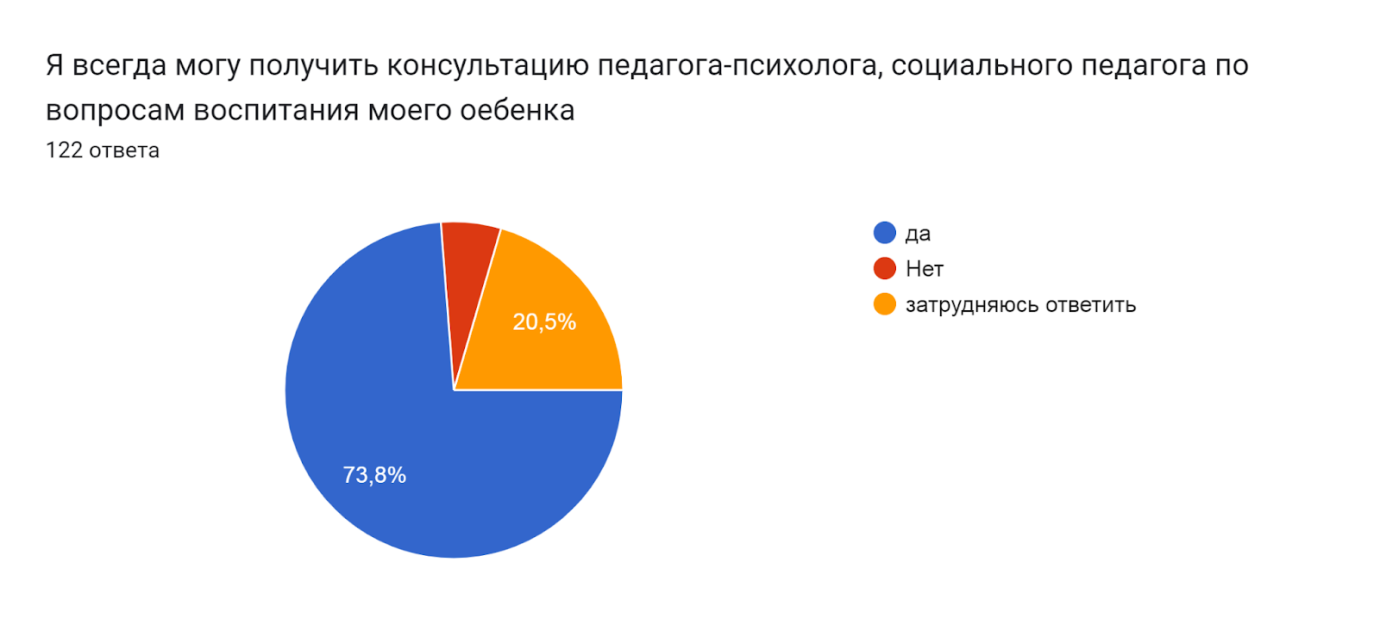 Я всегда могу получить консультацию педагога-психолога, социального педагога по
вопросам воспитания моего оебенка
122 ответа
да
Нет
затрудняюсь ответить
20,5%
73,8%